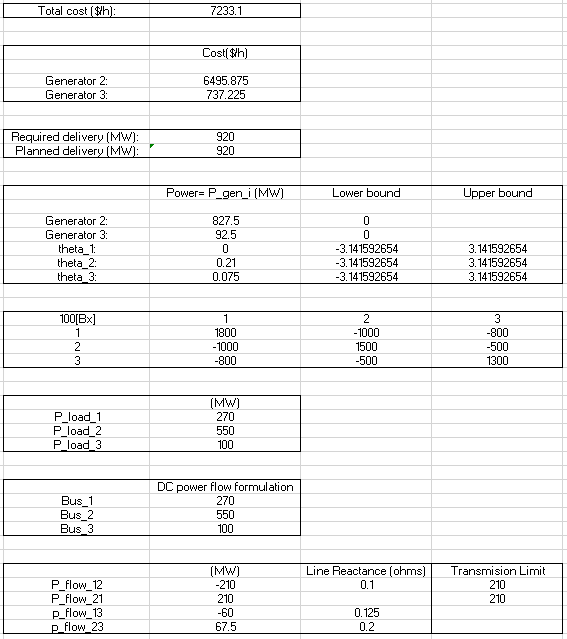 Total cost ($/h): 7233.1
Cost($/h)
Generator 2: 6495.875
Generator 3: 737.225
Required delivery (MW): 920
Planned delivery (MW): 920
Power= P_gen_i (MW) Lower bound Upper bound
Generator 2: 827.5 0
Generator 3: 92.5 0
theta_1: 0 -3.141592654 3.141592654
theta_2: 0.21 -3.141592654 3.141592654
theta_3: 0.075 -3.141592654 3.141592654
100[Bx] 1 2 3
1 1800 -1000 -800
2 -1000 1500 -500
3 -800 -500 1300
(MW)
P_load_1 270
P_load_2 550
P_load_3 100
DC power flow formulation
Bus_1 270
Bus_2 550
Bus_3 100
(MW) Line Reactance (ohms) Transmision Limit
P_flow_12 -210 0.1 210
P_flow_21 210 210
p_flow_13 -60 0.125
p_flow_23 67.5 0.2